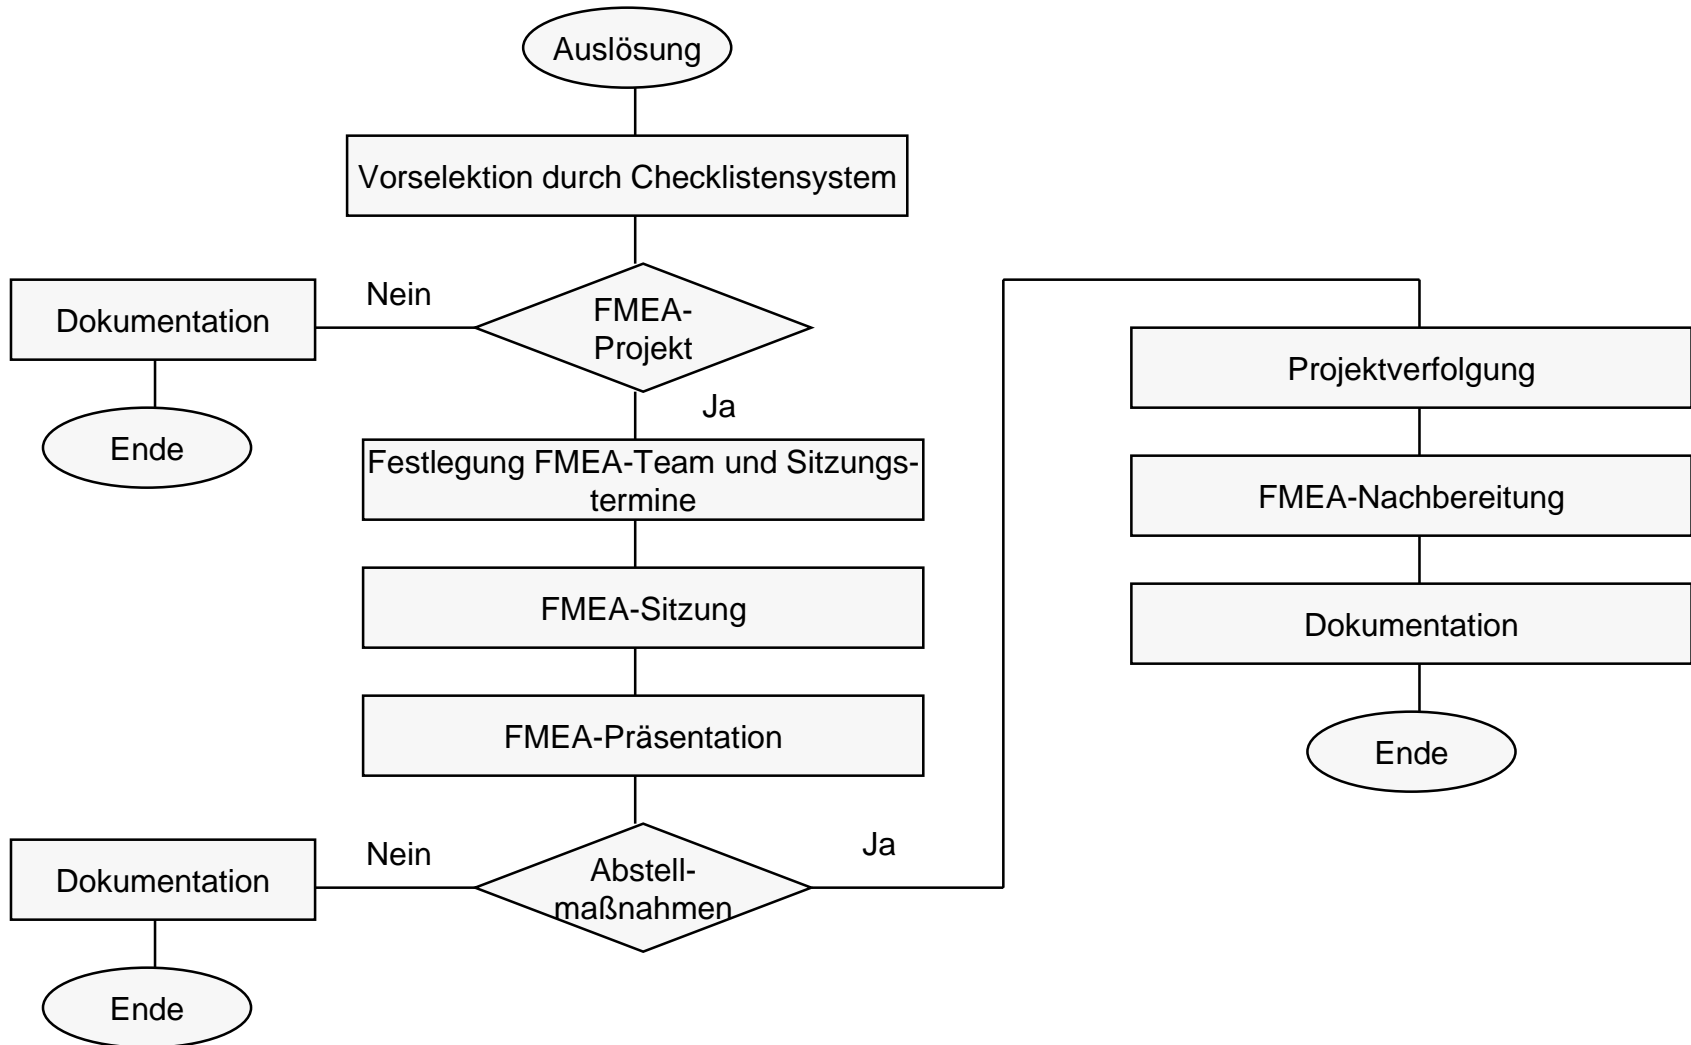 Auslösung
Vorselektion durch Checklistensystem
FMEA-
Projekt
Nein
Dokumentation
Ende
Ja
Festlegung FMEA-Team und Sitzungs-
termine
FMEA-Sitzung
FMEA-Präsentation
Abstell-
maßnahmen
Nein
Dokumentation
Ende
Ja
Projektverfolgung
FMEA-Nachbereitung
Dokumentation
Ende